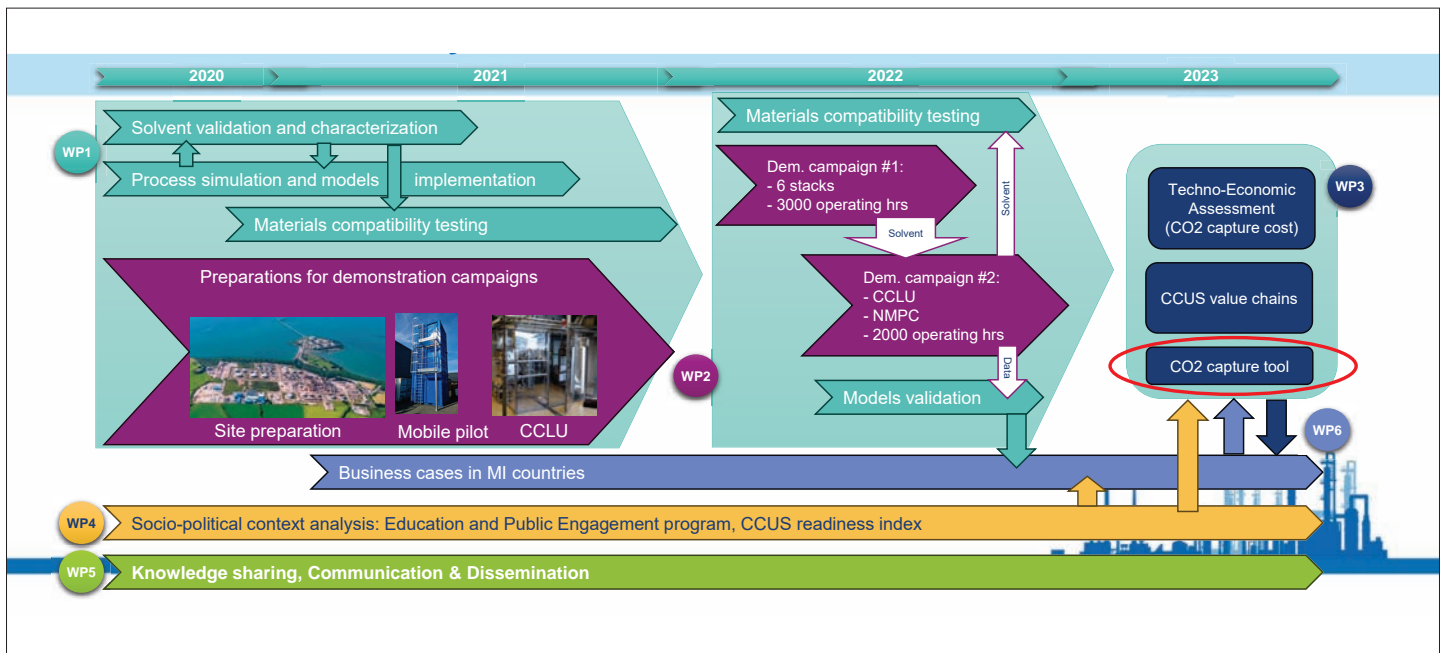 2020
2021
2022
2023
WP1
Solvent validation and characterization
Process simulation and models implementation
Materials compatibility testing
Preparations for demonstration campaigns
Site preparation
Mobile pilot
CCLU
WP2
Materials compatibility testing
Dem. campaign #1:
- 6 stacks
- 3000 operating hrs
Solvent
Solvent
Dem. campaign #2:
- CCLU
- NMPC
- 2000 operating hrs
Data
Models validation
WP3
Techno-Economic
Assessment
(CO2 capture cost)
CCUS value chains
CO2 capture tool
WP6
Business cases in MI countries
WP4
Socio-political context analysis: Education and Public Engagement program, CCUS readiness index
WP5
Knowledge sharing, Communication & Dissemination